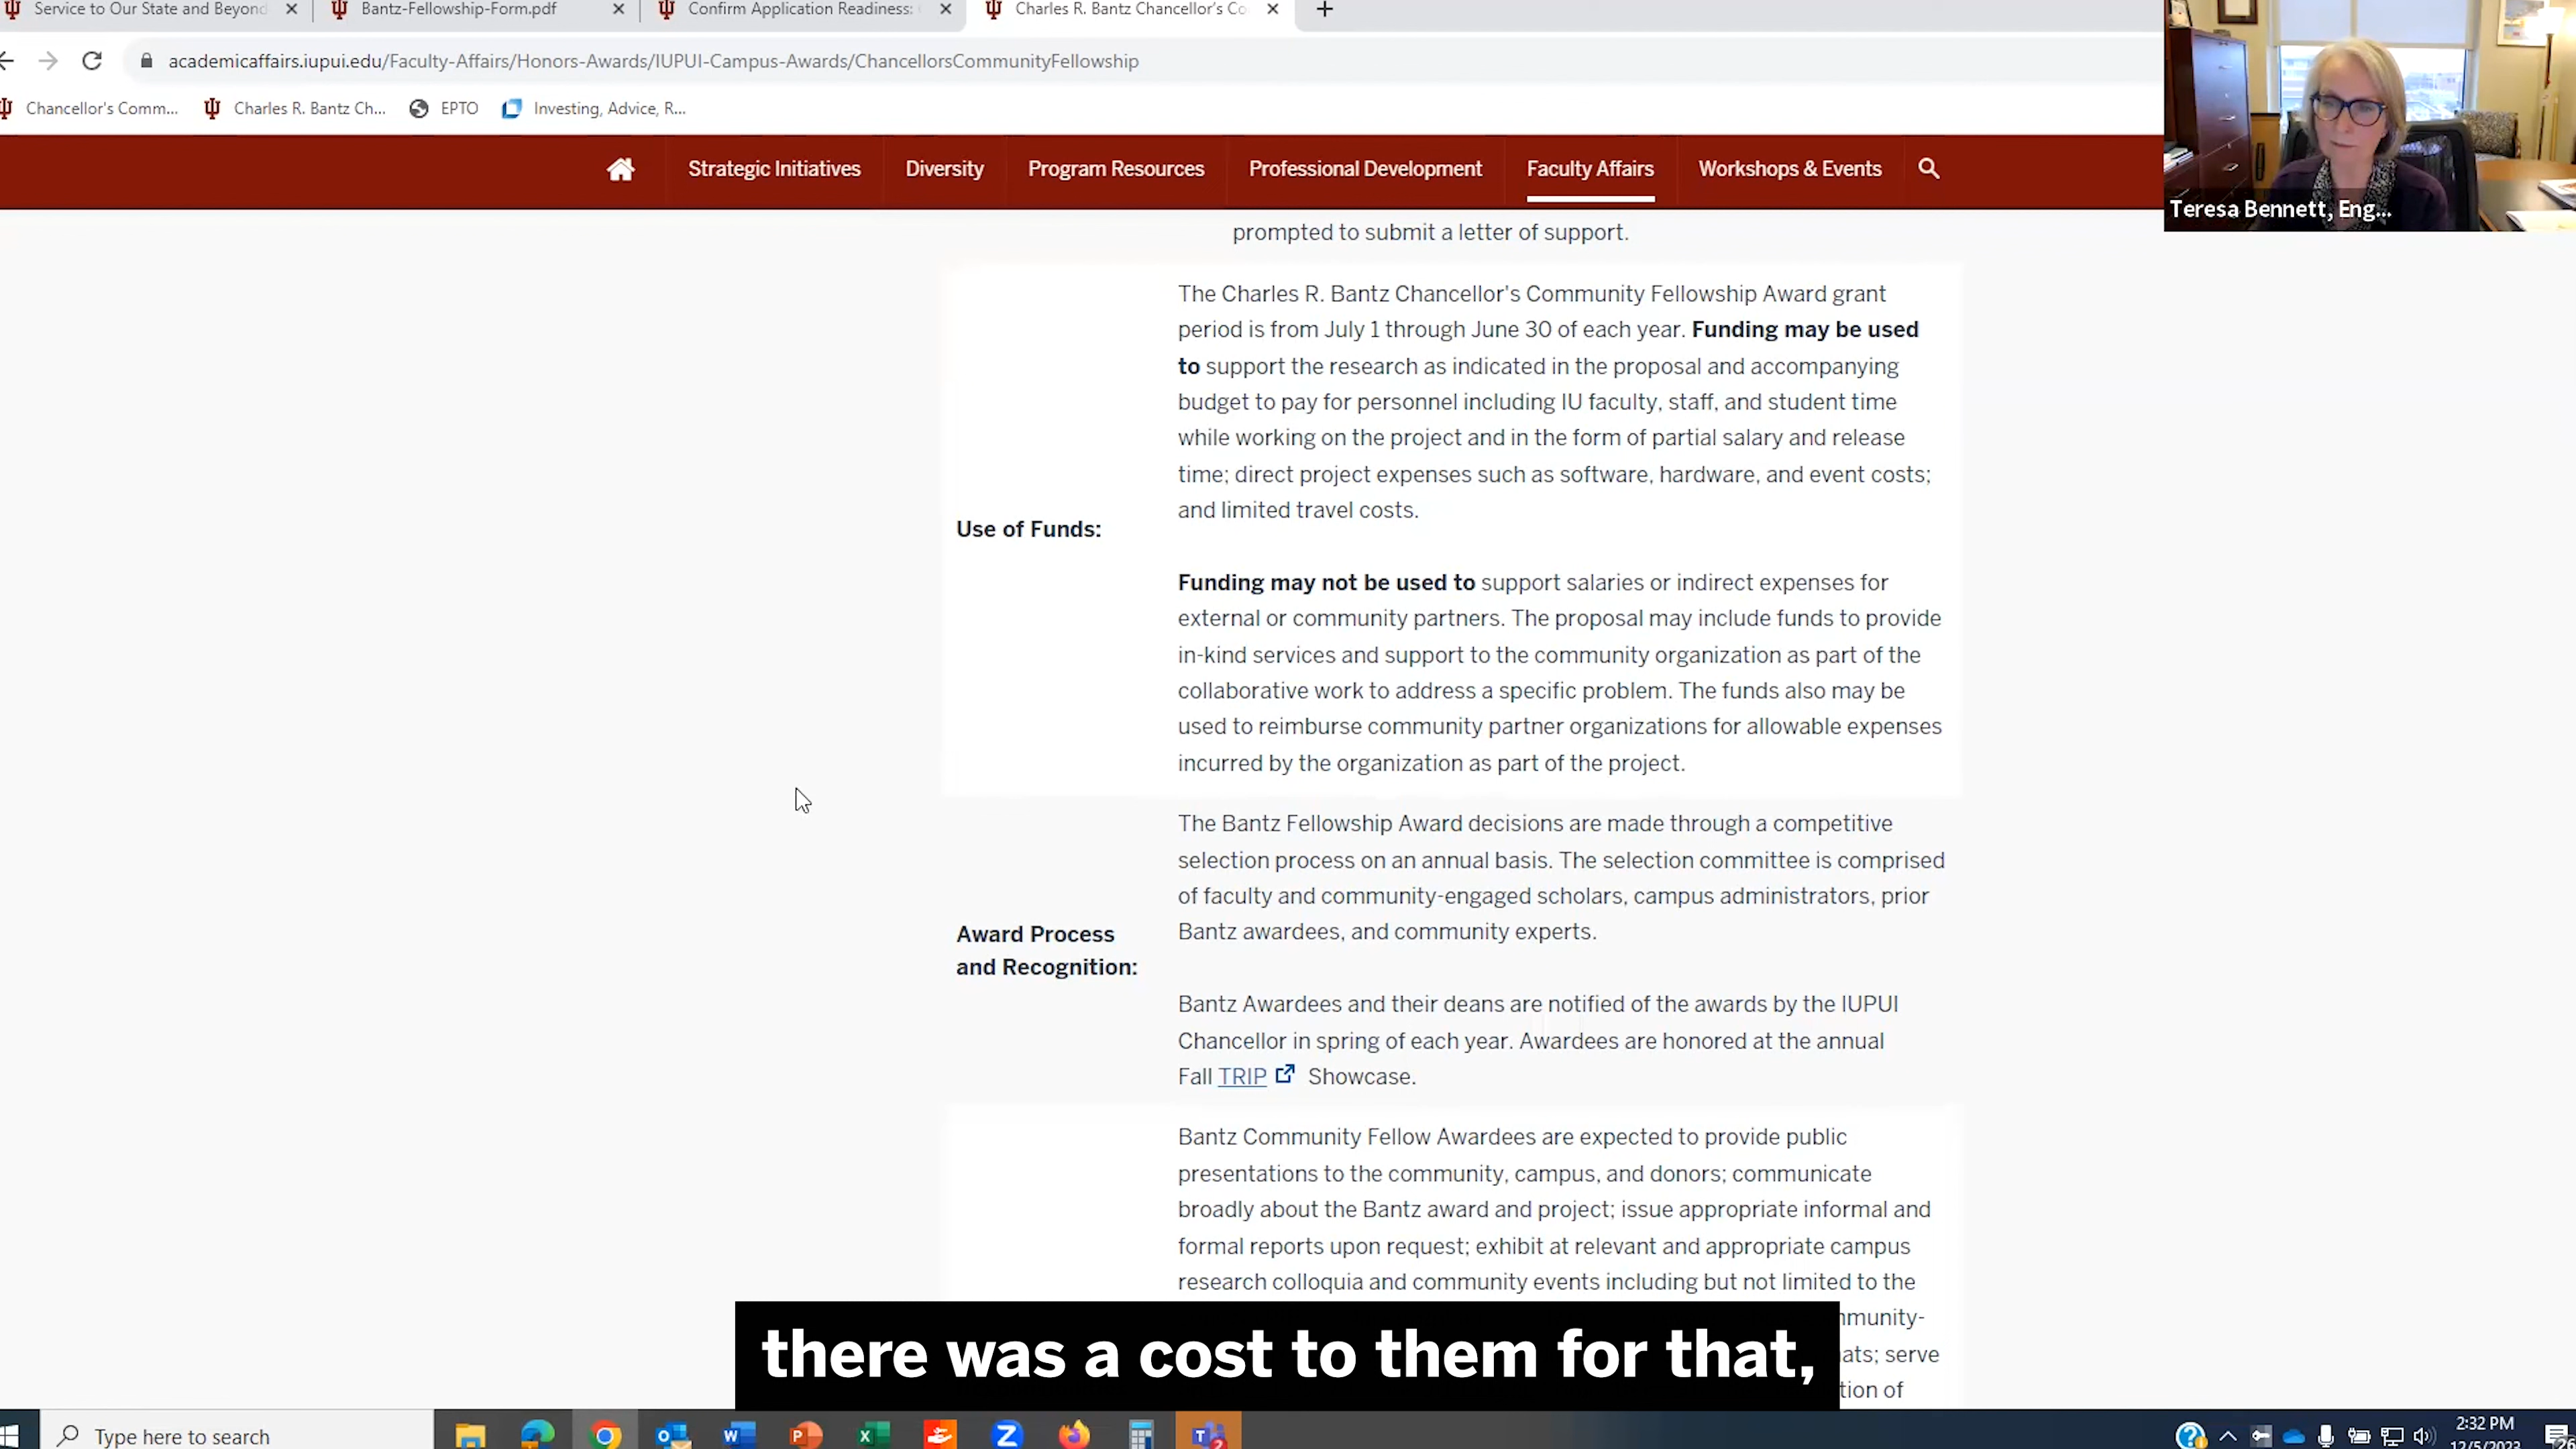 Service to Our State and Beyond
Bantz-Fellowship-Form.pdf
Confirm Application Readiness:
Charles R. Bantz Chancellor's Co
academicaffairs.iupui.edu/Faculty-Affairs/Honors-Awards/IUPUI-Campus-Awards/ChancellorsCommunityFellowship
Chancellor's Comm...
Charles R. Bantz Ch...
EPTO
Investing, Advice, R...
Strategic Initiatives
Diversity
Program Resources
Professional Development
Faculty Affairs
Workshops & Events
Teresa Bennett, Eng...
prompted to submit a letter of support.
Use of Funds:
The Charles R. Bantz Chancellor's Community Fellowship Award grant
period is from July 1 through June 30 of each year. Funding may be used
to support the research as indicated in the proposal and accompanying
budget to pay for personnel including IU faculty, staff, and student time
while working on the project and in the form of partial salary and release
time; direct project expenses such as software, hardware, and event costs;
and limited travel costs.
Funding may not be used to support salaries or indirect expenses for
external or community partners. The proposal may include funds to provide
in-kind services and support to the community organization as part of the
collaborative work to address a specific problem. The funds also may be
used to reimburse community partner organizations for allowable expenses
incurred by the organization as part of the project.
Award Process
and Recognition:
The Bantz Fellowship Award decisions are made through a competitive
selection process on an annual basis. The selection committee is comprised
of faculty and community-engaged scholars, campus administrators, prior
Bantz awardees, and community experts.
Bantz Awardees and their deans are notified of the awards by the IUPUI
Chancellor in spring of each year. Awardees are honored at the annual
Fall TRIP Showcase.
Bantz Community Fellow Awardees are expected to provide public
presentations to the community, campus, and donors; communicate
broadly about the Bantz award and project; issue appropriate informal and
formal reports upon request; exhibit at relevant and appropriate campus
research colloquia and community events including but not limited to the
serve
of
there was a cost to them for that,
Type here to search
2:32 PM
12/5/2023